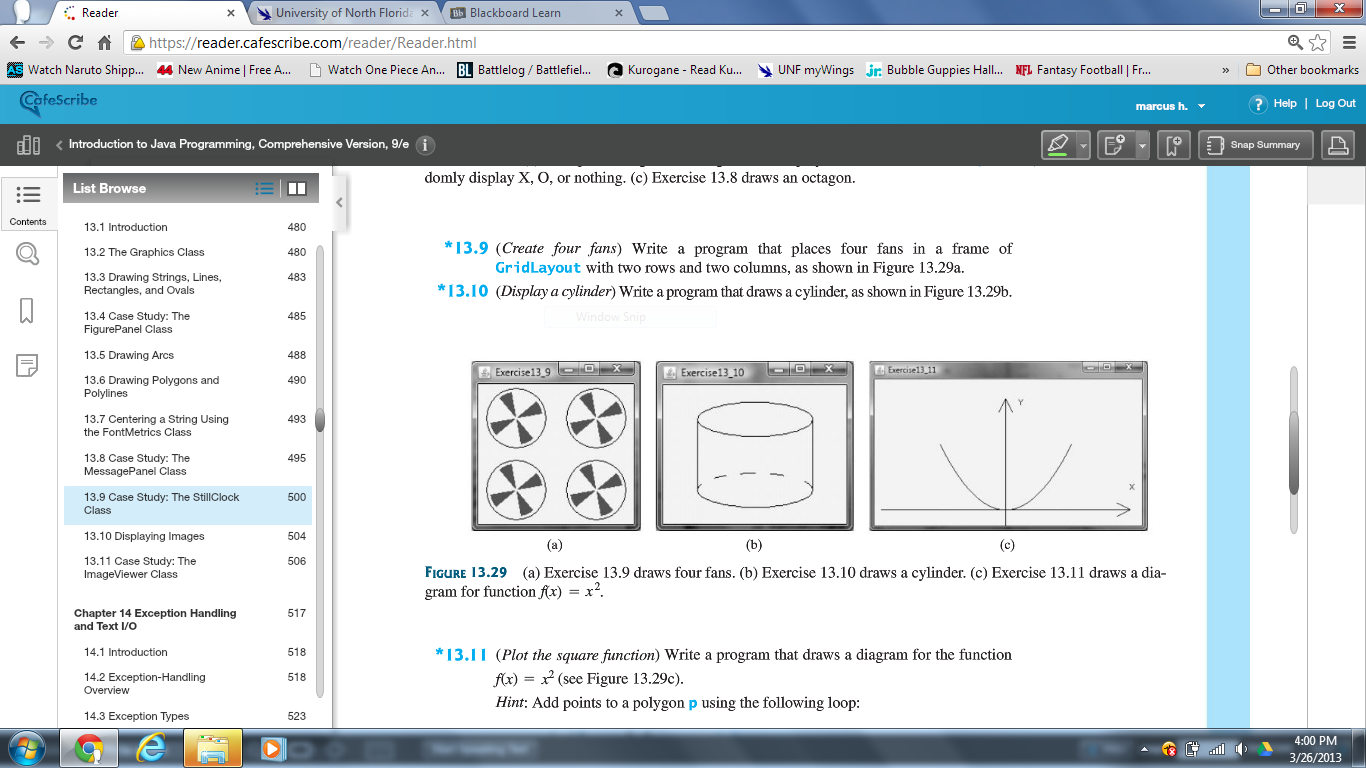 Reader
University of North Florida
Blackboard Learn
https://reader.cafescribe.com/reader/Reader.html
Watch Naruto Shipp...
New Anime | Free A...
Watch One Piece An...
Battlelog / Battlefiel...
Kurogane - Read Ku...
UNF myWings
Bubble Guppies Hall...
Fantasy Football | Fr...
»
Other bookmarks
CafeScribe
marcus h.
? Help | Log Out
Introduction to Java Programming, Comprehensive Version, 9/e
Snap Summary
Contents
List Browse
13.1 Introduction 480
13.2 The Graphics Class 480
13.3 Drawing Strings, Lines, 483
Rectangles, and Ovals
13.4 Case Study: The 485
FigurePanel Class
13.5 Drawing Arcs 488
13.6 Drawing Polygons and 490
Polylines
13.7 Centering a String Using 493
the FontMetrics Class
13.8 Case Study: The 495
MessagePanel Class
13.9 Case Study: The StillClock 500
Class
13.10 Displaying Images 504
13.11 Case Study: The 506
ImageViewer Class
Chapter 14 Exception Handling 517
and Text I/O
14.1 Introduction 518
14.2 Exception-Handling 518
Overview
14.3 Exception Types 523
domly display X, O, or nothing. (c) Exercise 13.8 draws an octagon.
*13.9 (Create four fans) Write a program that places four fans in a frame of
GridLayout with two rows and two columns, as shown in Figure 13.29a.
*13.10 (Display a cylinder) Write a program that draws a cylinder, as shown in Figure 13.29b.
Window Snip
Exercise13_9
Exercise13_10
Exercise13_11
Y
X
(a)
(b)
(c)
FIGURE 13.29 (a) Exercise 13.9 draws four fans. (b) Exercise 13.10 draws a cylinder. (c) Exercise 13.11 draws a dia-
gram for function f(x) = x².
*13.11 (Plot the square function) Write a program that draws a diagram for the function
f(x) = x² (see Figure 13.29c).
Hint: Add points to a polygon p using the following loop:
4:00 PM
3/26/2013